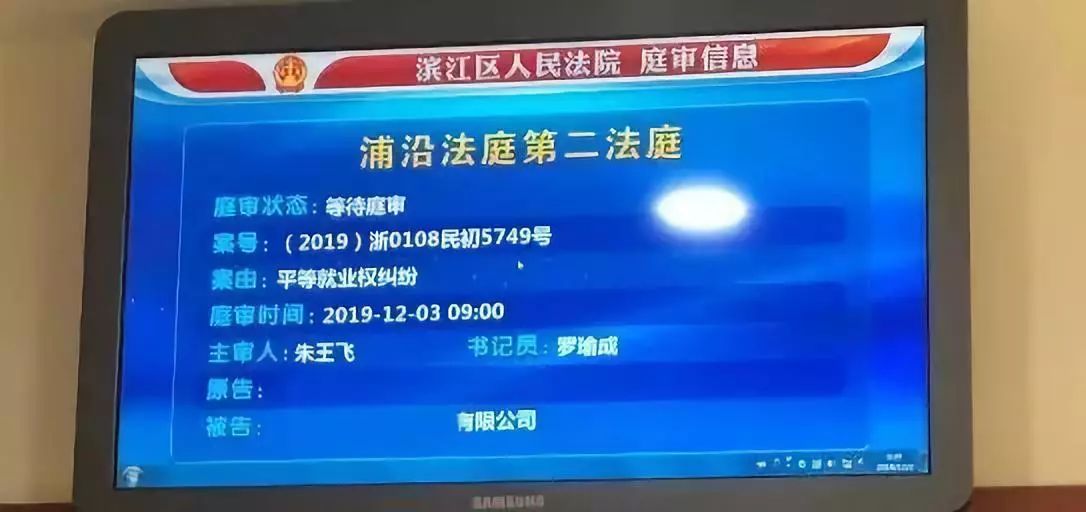 滨江区人民法院 庭审信息
浦沿法庭第二法庭
庭审状态：等待庭审
案号：（2019）浙0108民初5749号
案由：平等就业权纠纷
庭审时间：2019-12-03 09:00
主审人：朱王飞 书记员：罗瑜成
原告：
被告： 有限公司
SAMSUNG